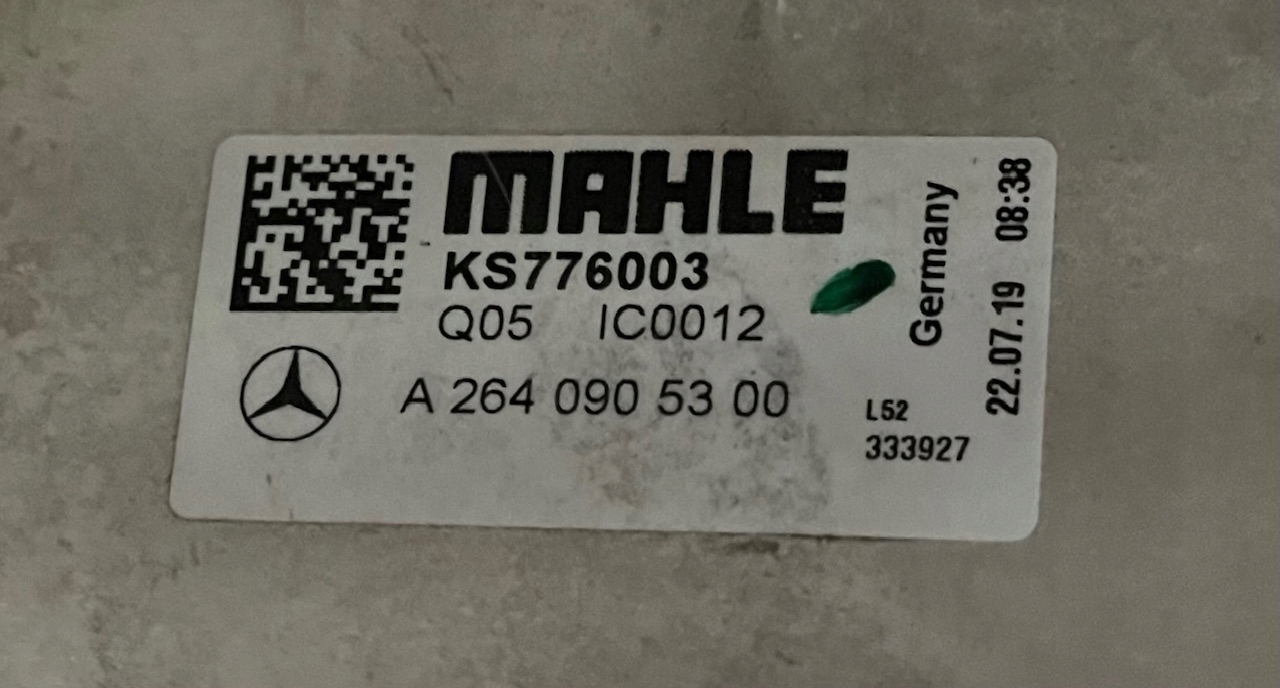 MAHLE
KS776003
Q05 IC0012
A 264 090 53 00
L52
333927
Germany
22.07.19 08:38